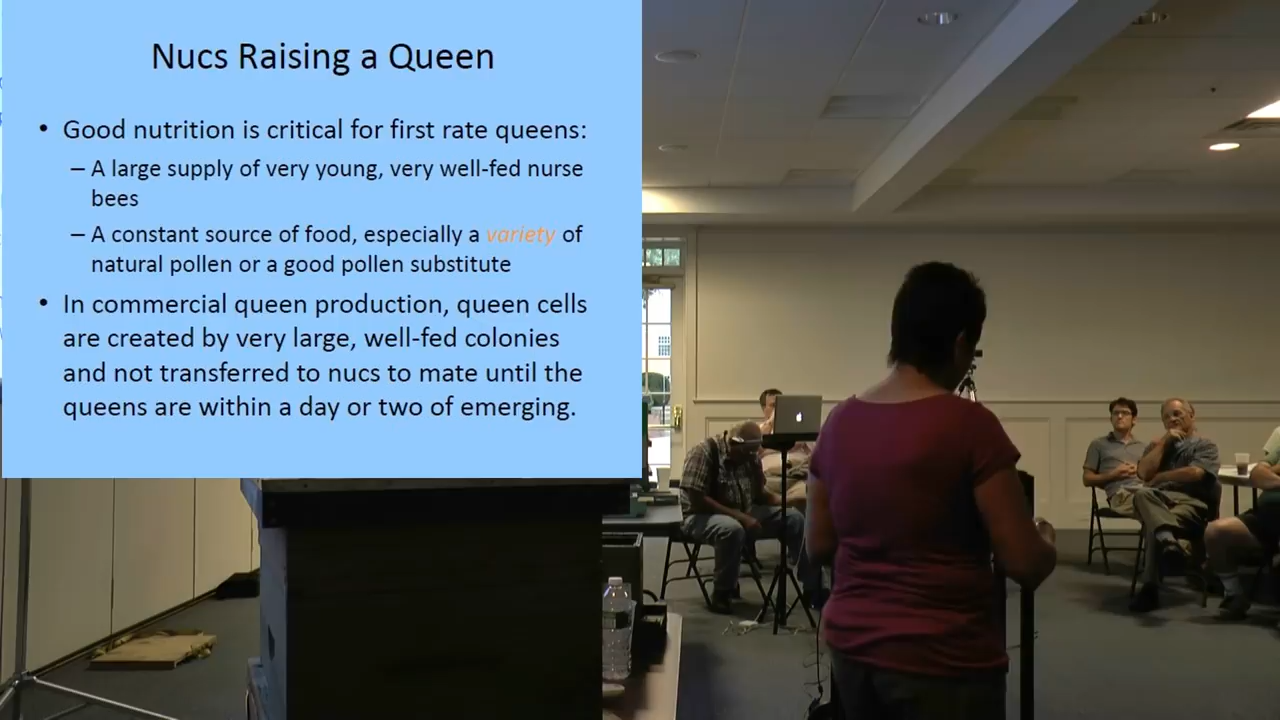 Nucs Raising a Queen
• Good nutrition is critical for first rate queens:
– A large supply of very young, very well-fed nurse
bees
– A constant source of food, especially a variety of
natural pollen or a good pollen substitute
• In commercial queen production, queen cells
are created by very large, well-fed colonies
and not transferred to nucs to mate until the
queens are within a day or two of emerging.